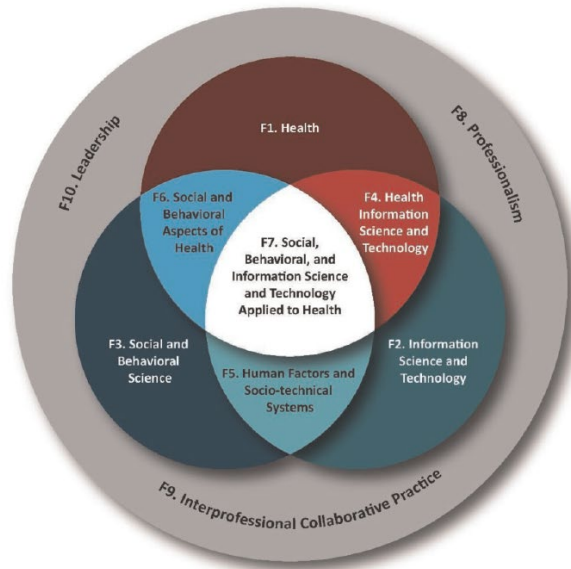 F1. Health
F10. Leadership
F8. Professionalism
F6. Social and
Behavioral
Aspects of
Health
F4. Health
Information
Science and
Technology
F7. Social,
Behavioral, and
Information Science
and Technology
Applied to Health
F3. Social and
Behavioral
Science
F2. Information
Science and
Technology
F5. Human Factors and
Socio-technical
Systems
F9. Interprofessional Collaborative Practice